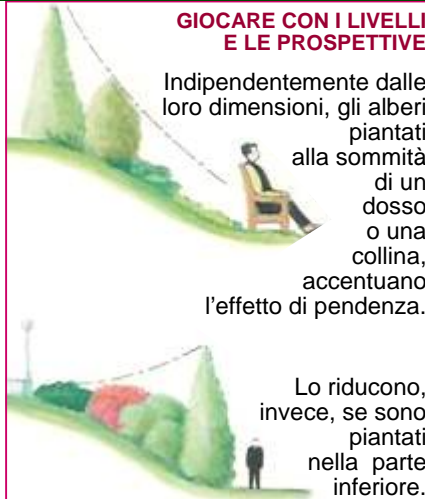 GIOCARE CON I LIVELLI
E LE PROSPETTIVE
Indipendentemente dalle
loro dimensioni, gli alberi
piantati
alla sommità
di un
dosso
o una
collina,
accentuano
l'effetto di pendenza.
Lo riducono,
invece, se sono
piantati
nella parte
inferiore.